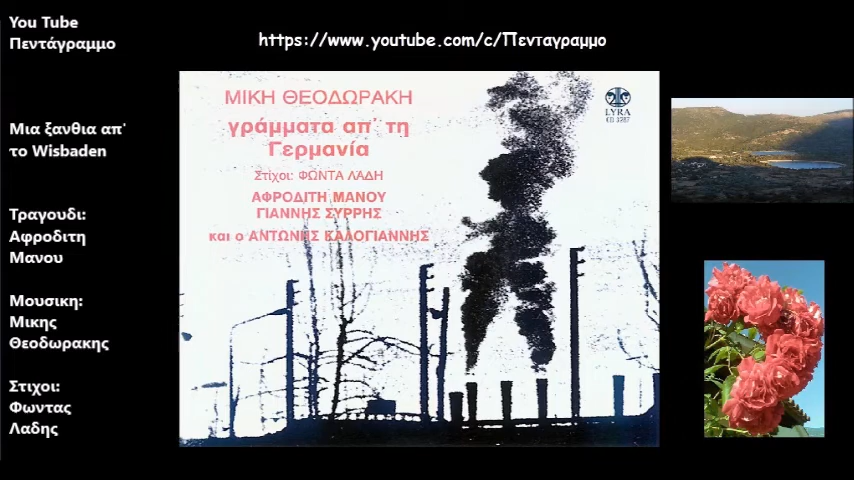 You Tube
Πεντάγραμμο
https://www.youtube.com/c/Πενταγραμμο
Μια ξανθια απ'
το Wisbaden
Τραγουδι:
Αφροδιτη
Μανου
Μουσικη:
Μικης
Θεοδωρακης
Στιχοι:
Φωντας
Λαδης
ΜΙΚΗ ΘΕΟΔΩΡΑΚΗ
γράμματα απ' τη
Γερμανία
Στίχοι: ΦΩΝΤΑ ΛΑΔΗ
ΑΦΡΟΔΙΤΗ ΜΑΝΟΥ
ΓΙΑΝΝΗΣ ΣΥΡΡΗΣ
και ο ΑΝΤΩΝΗΣ ΚΑΛΟΓΙΑΝΝΗΣ
LYRA
CD 3787